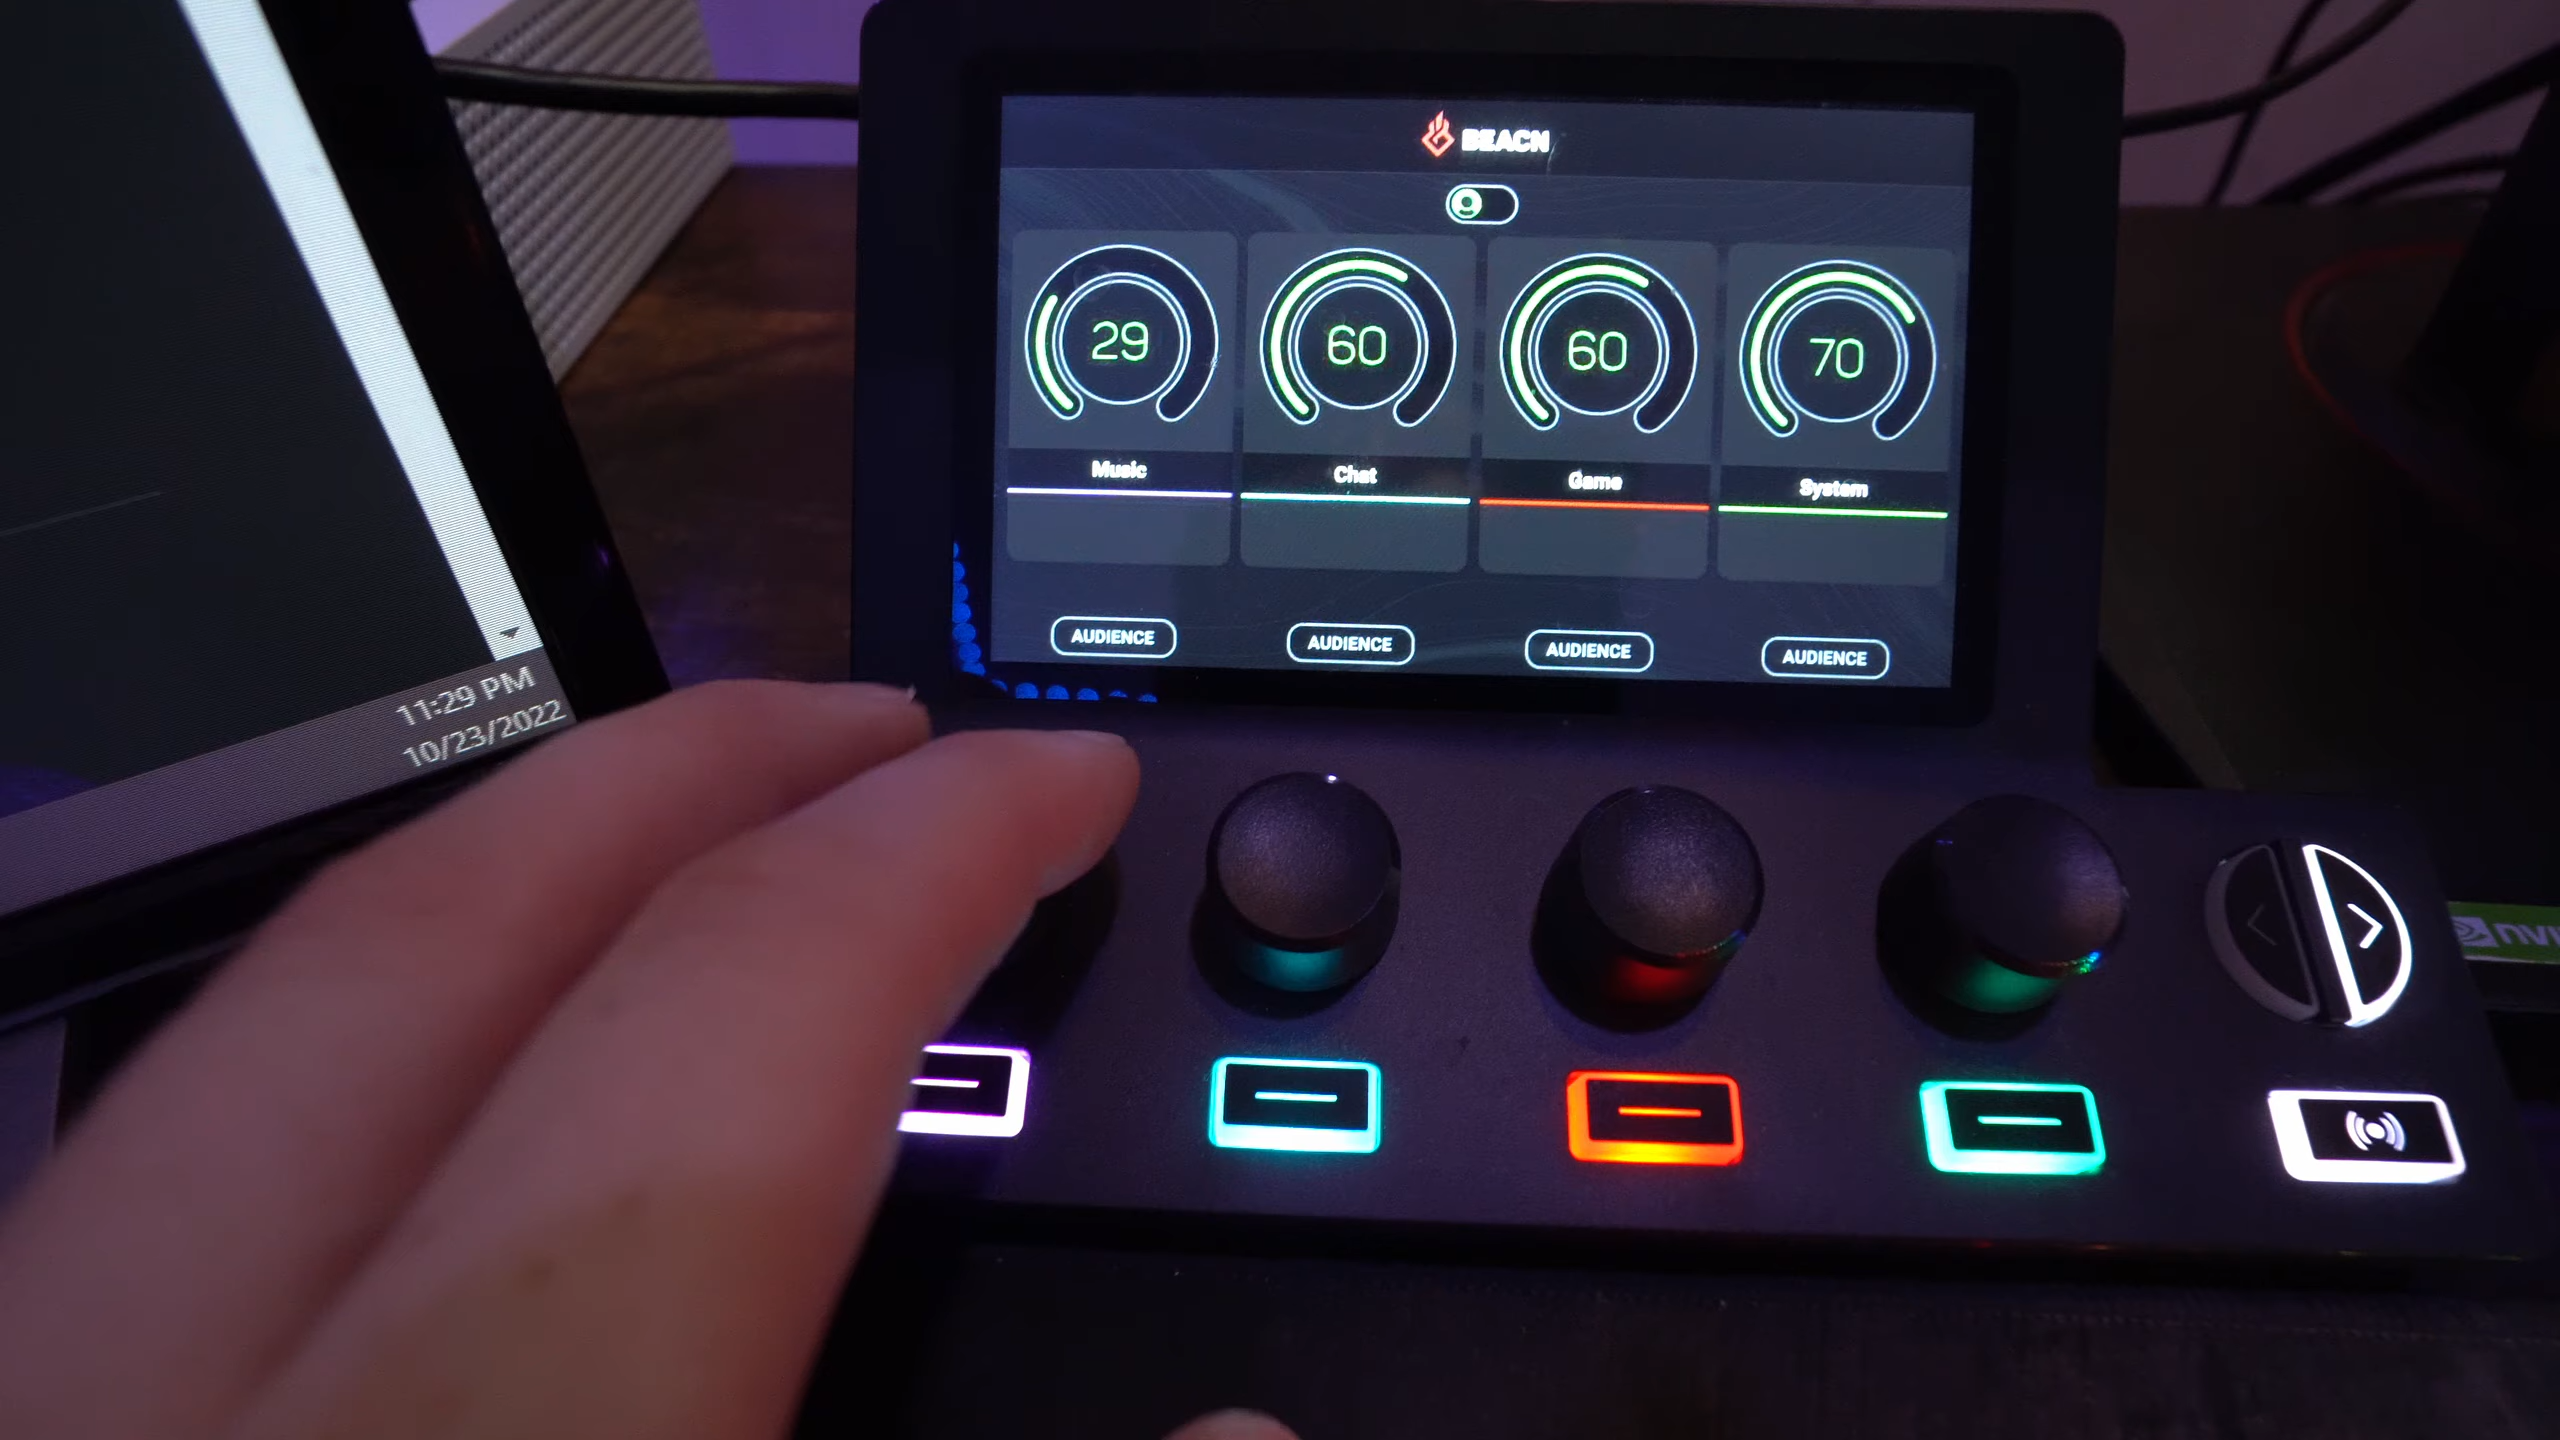 BEACN
29
60
60
70
Music
Chat
Game
System
AUDIENCE
AUDIENCE
AUDIENCE
AUDIENCE
11:29 PM
10/23/2022